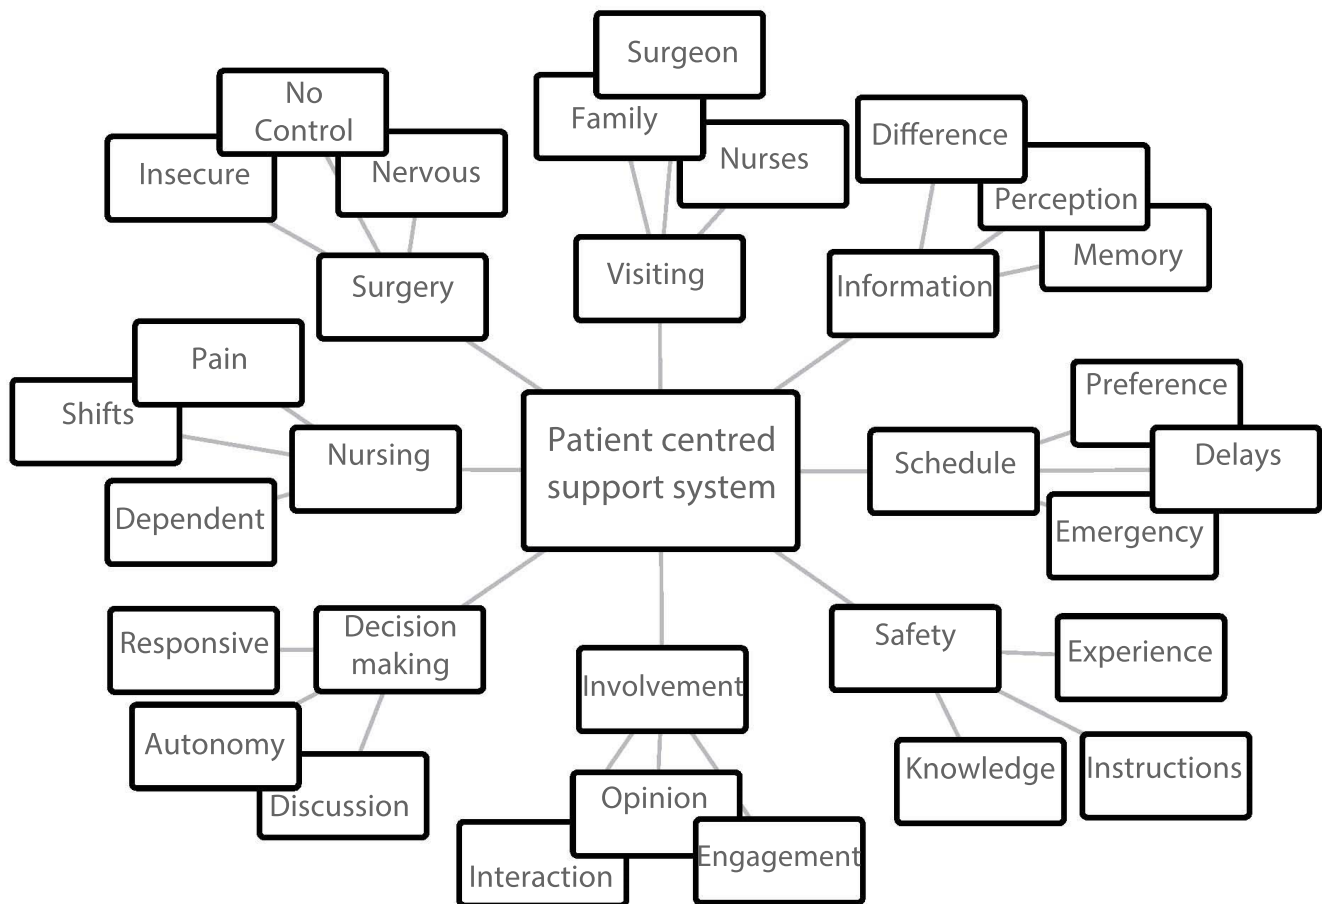 Surgeon
No
Control
Family
Difference
Insecure
Nervous
Nurses
Perception
Memory
Surgery
Visiting
Information
Pain
Shifts
Nursing
Dependent
Patient centred
support system
Preference
Schedule
Delays
Emergency
Responsive
Decision
making
Autonomy
Discussion
Involvement
Opinion
Interaction
Engagement
Safety
Experience
Knowledge
Instructions